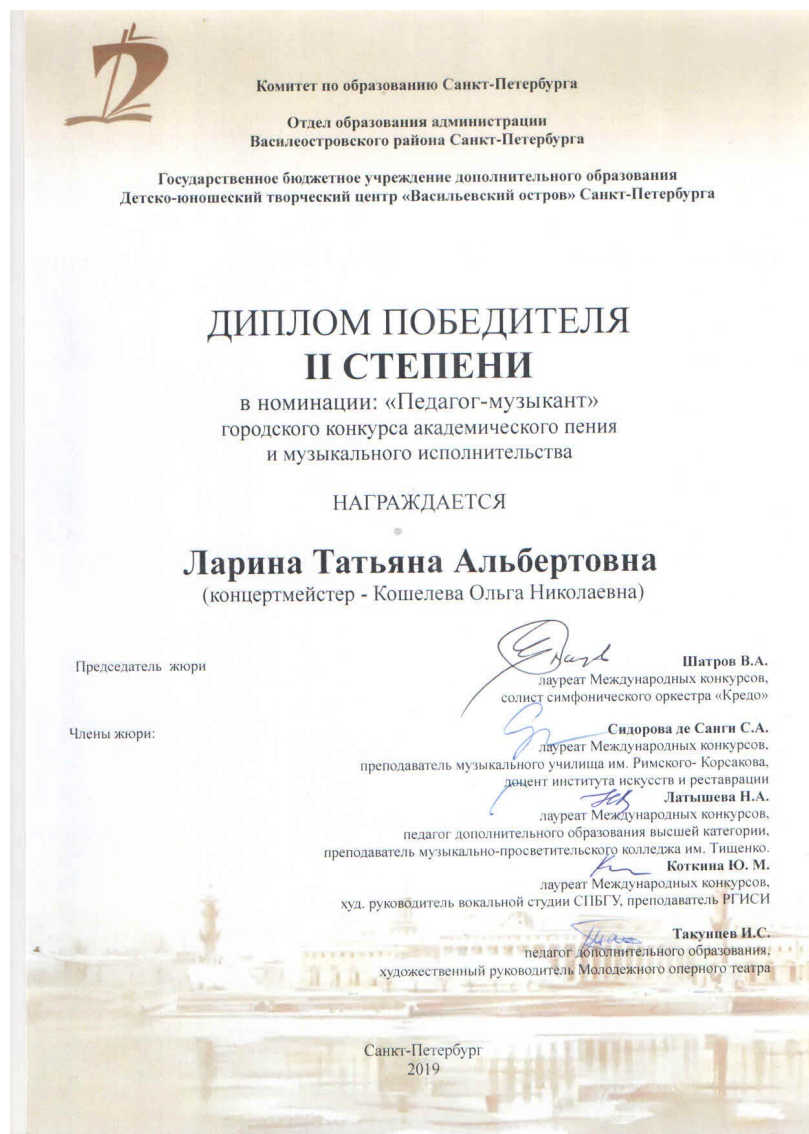 Комитет по образованию Санкт-Петербурга
Отдел образования администрации
Василеостровского района Санкт-Петербурга
Государственное бюджетное учреждение дополнительного образования
Детско-юношеский творческий центр «Васильевский остров» Санкт-Петербурга
ДИПЛОМ ПОБЕДИТЕЛЯ
II СТЕПЕНИ
в номинации: «Педагог-музыкант»
городского конкурса академического пения
и музыкального исполнительства
НАГРАЖДАЕТСЯ
Ларина Татьяна Альбертовна
(концертмейстер - Кошелева Ольга Николаевна)
Председатель жюри
Шатров В.А.
лауреат Международных конкурсов,
солист симфонического оркестра «Кредо»
Члены жюри:
Сидорова де Санги С.А.
лауреат Международных конкурсов,
преподаватель музыкального училища им. Римского- Корсакова,
доцент института искусств и реставрации
Латышева Н.А.
лауреат Международных конкурсов,
педагог дополнительного образования высшей категории,
преподаватель музыкально-просветительского колледжа им. Тищенко.
Коткина Ю. М.
лауреат Международных конкурсов,
худ. руководитель вокальной студии СПБГУ, преподаватель РГИСИ
Такунцев И.С.
педагог дополнительного образования,
художественный руководитель Молодежного оперного театра
Санкт-Петербург
2019